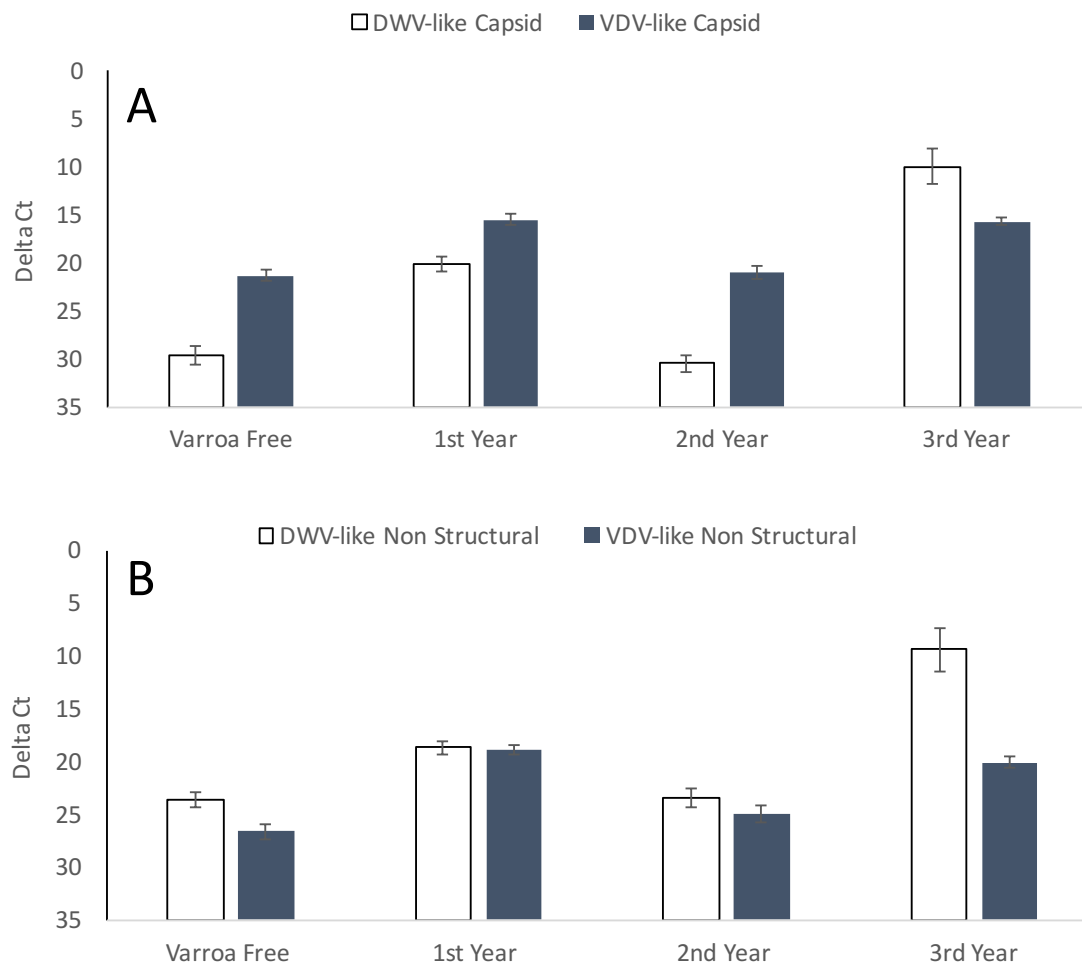 DWV-like Capsid VDV-like Capsid
A
0
5
10
15
20
25
30
35
Delta Ct
Varroa Free 1st Year 2nd Year 3rd Year
DWV-like Non Structural VDV-like Non Structural
B
0
5
10
15
20
25
30
35
Delta Ct
Varroa Free 1st Year 2nd Year 3rd Year